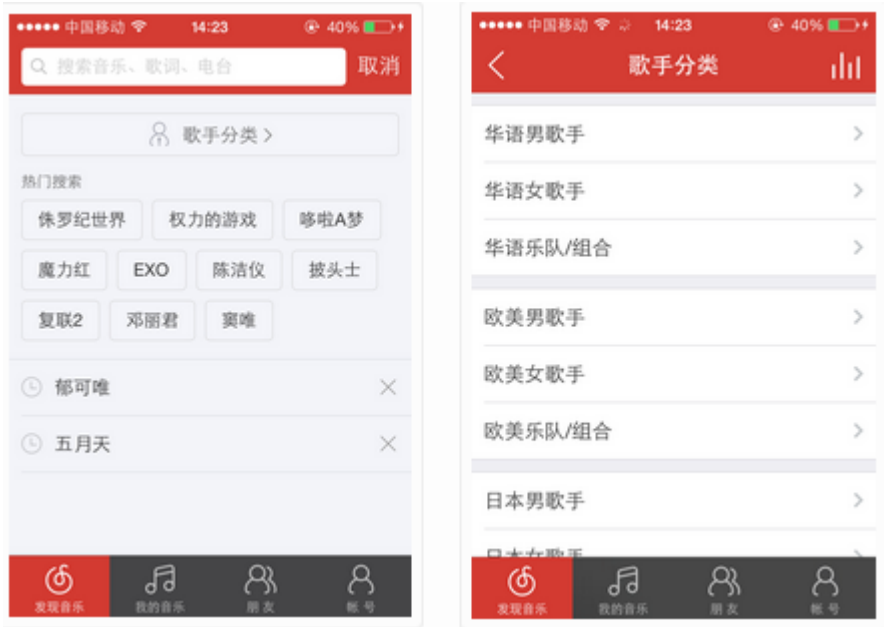 中国移动 14:23 40%
搜索音乐、歌词、电台 取消
歌手分类
热门搜索
侏罗纪世界 权力的游戏 哆啦A梦
魔力红 EXO 陈洁仪 披头士
复联2 邓丽君 窦唯
郁可唯
五月天
发现音乐 我的音乐 朋友 帐号
中国移动 14:23 40%
歌手分类
华语男歌手
华语女歌手
华语乐队/组合
欧美男歌手
欧美女歌手
欧美乐队/组合
日本男歌手
日本女歌手
发现音乐 我的音乐 朋友 帐号